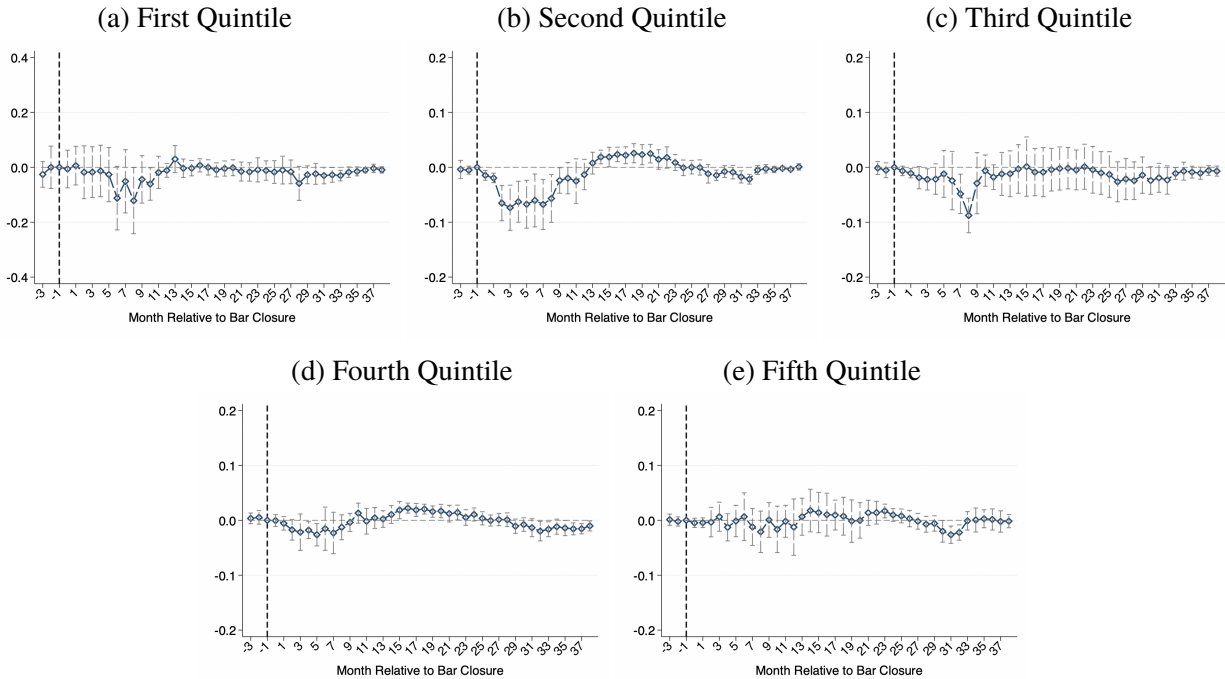 (a) First Quintile
0.4
0.2
0.0
-0.2
-0.4
-3 -1 1 3 5 7 9 11 13 15 17 19 21 23 25 27 29 31 33 35 37
Month Relative to Bar Closure
(b) Second Quintile
0.2
0.1
0.0
-0.1
-0.2
-3 -1 1 3 5 7 9 11 13 15 17 19 21 23 25 27 29 31 33 35 37
Month Relative to Bar Closure
(c) Third Quintile
0.2
0.1
0.0
-0.1
-0.2
-3 -1 1 3 5 7 9 11 13 15 17 19 21 23 25 27 29 31 33 35 37
Month Relative to Bar Closure
(d) Fourth Quintile
0.2
0.1
0.0
-0.1
-0.2
-3 -1 1 3 5 7 9 11 13 15 17 19 21 23 25 27 29 31 33 35 37
Month Relative to Bar Closure
(e) Fifth Quintile
0.2
0.1
0.0
-0.1
-0.2
-3 -1 1 3 5 7 9 11 13 15 17 19 21 23 25 27 29 31 33 35 37
Month Relative to Bar Closure